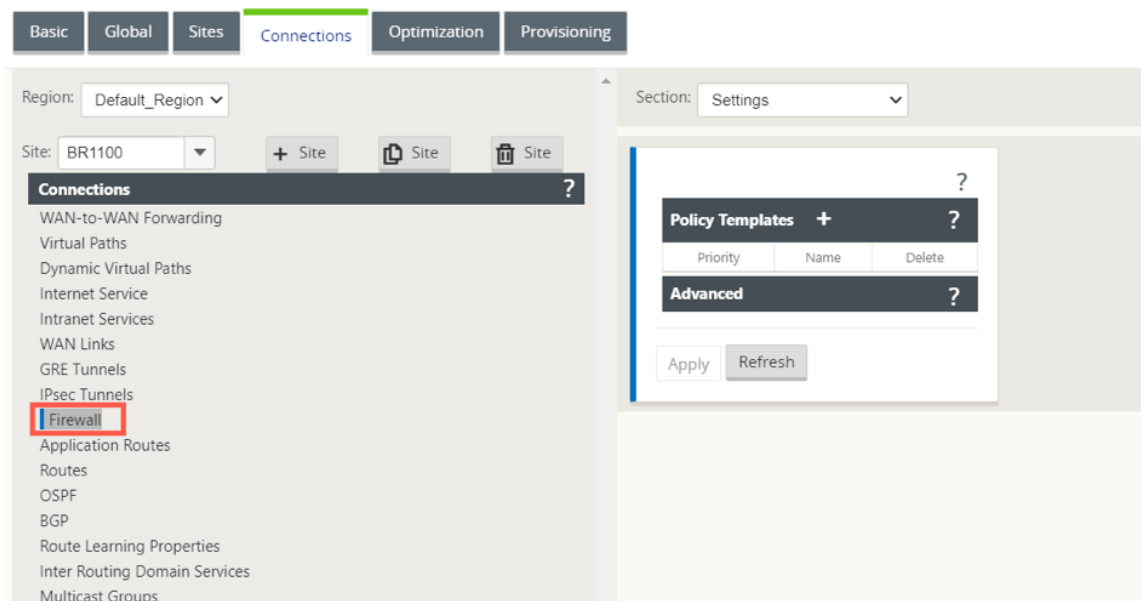 Basic Global Sites Connections Optimization Provisioning
Region: Default_Region
Site: BR1100 + Site Site Site
Connections ?
WAN-to-WAN Forwarding
Virtual Paths
Dynamic Virtual Paths
Internet Service
Intranet Services
WAN Links
GRE Tunnels
IPsec Tunnels
Firewall
Application Routes
Routes
OSPF
BGP
Route Learning Properties
Inter Routing Domain Services
Multicast Groups
Section: Settings
?
Policy Templates + ?
Priority Name Delete
Advanced ?
Apply Refresh